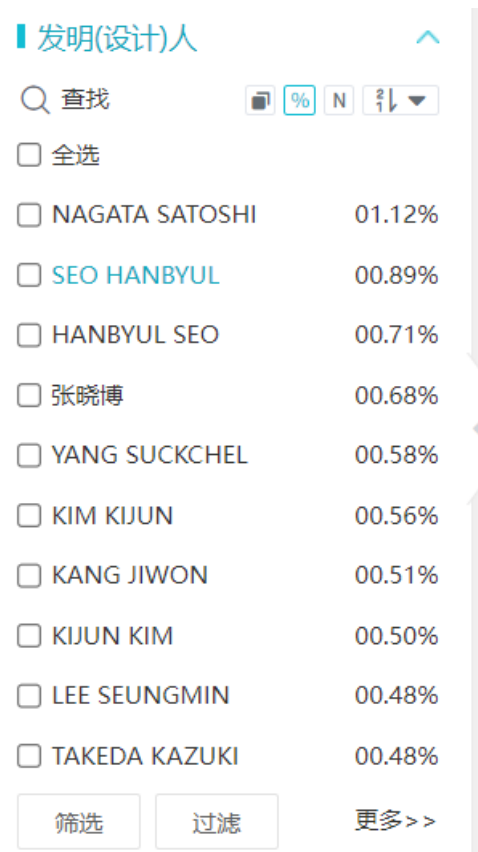 发明(设计)人
查找 % N 21
全选
NAGATA SATOSHI 01.12%
SEO HANBYUL 00.89%
HANBYUL SEO 00.71%
张晓博 00.68%
YANG SUCKCHEL 00.58%
KIM KIJUN 00.56%
KANG JIWON 00.51%
KIJUN KIM 00.50%
LEE SEUNGMIN 00.48%
TAKEDA KAZUKI 00.48%
筛选 过滤 更多>>